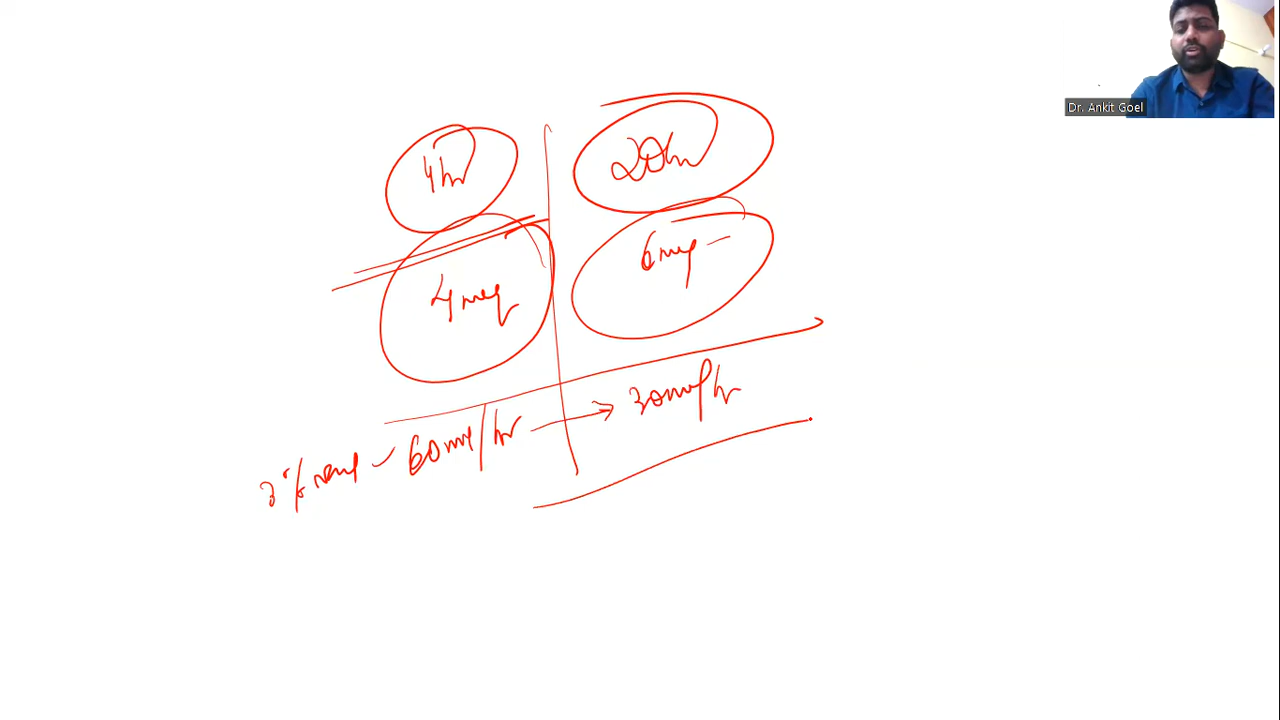 Dr. Ankit Goel
4hr 20hr
4meq 6meq –
3% nacl – 60ml/hr → 30ml/hr